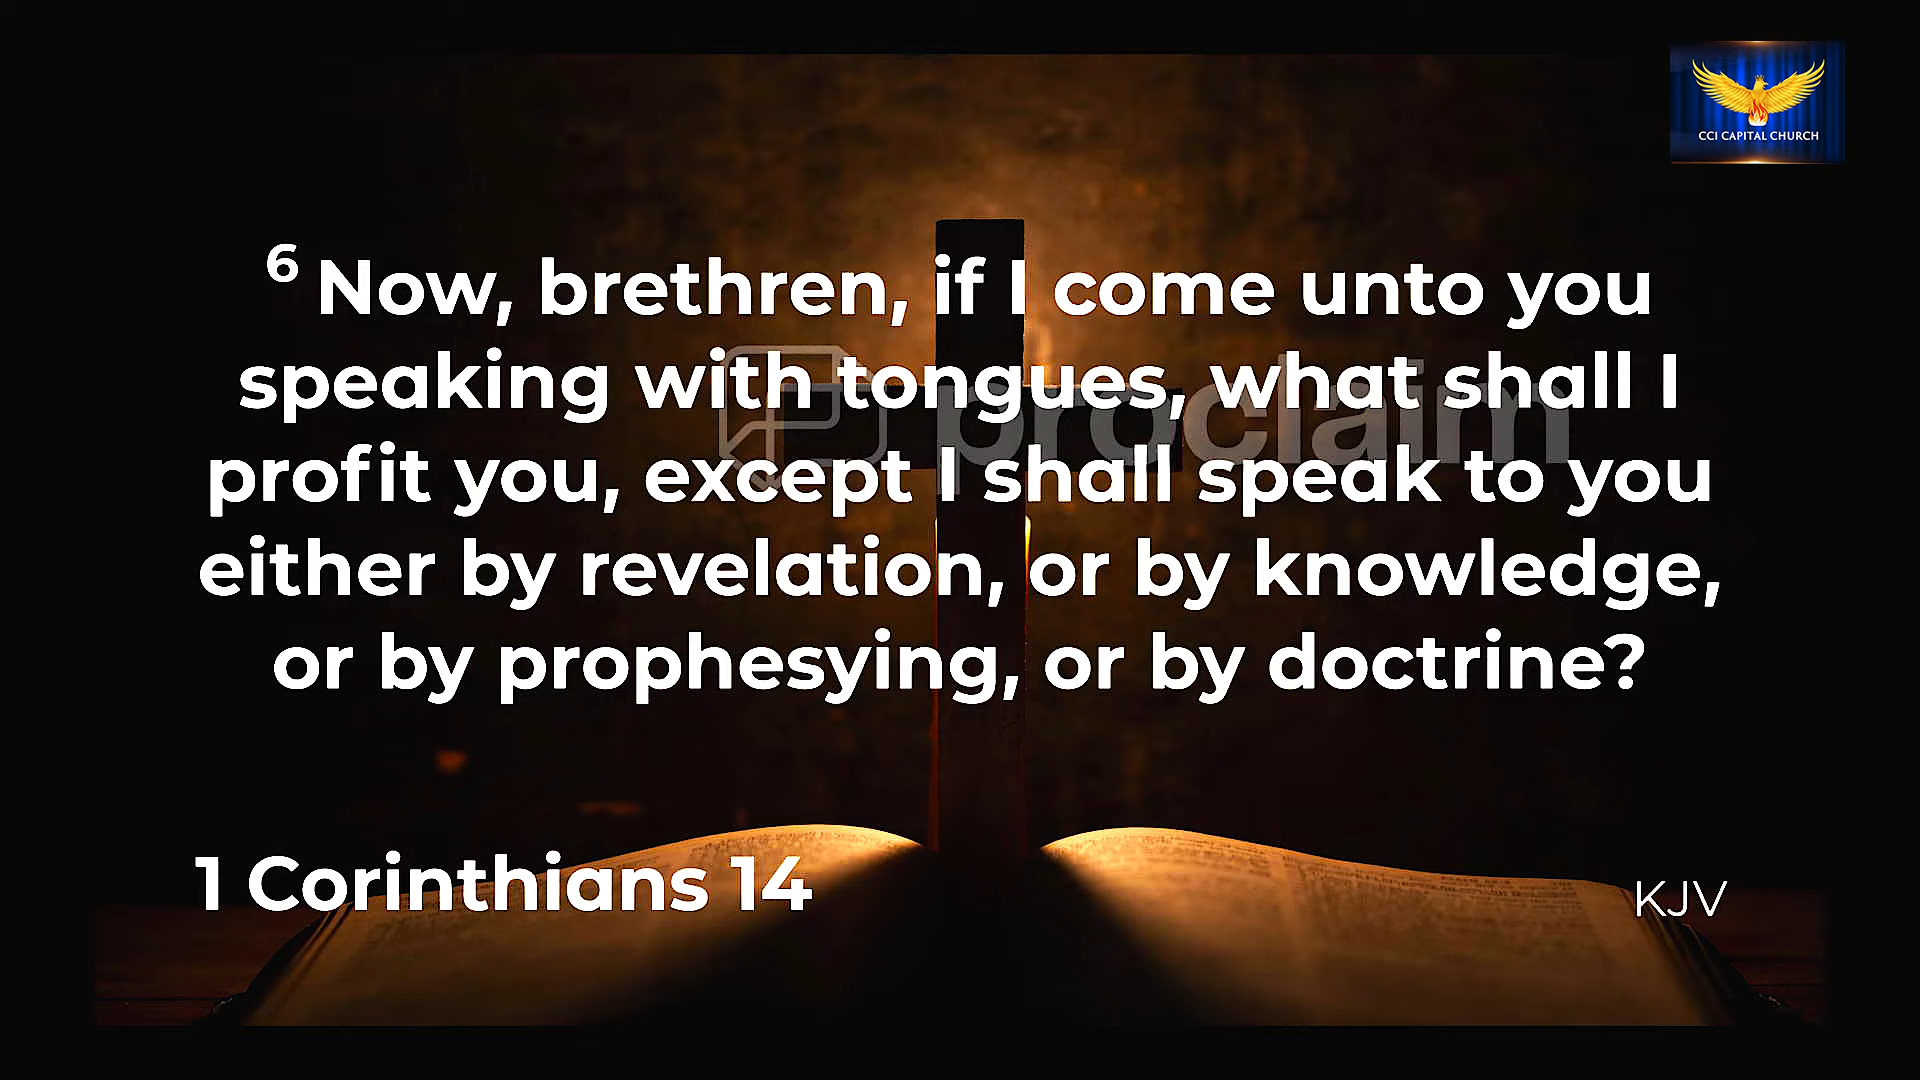 CCI CAPITAL CHURCH
6 Now, brethren, if I come unto you
speaking with tongues, what shall I
profit you, except I shall speak to you
either by revelation, or by knowledge,
or by prophesying, or by doctrine?
proclaim
1 Corinthians 14
KJV